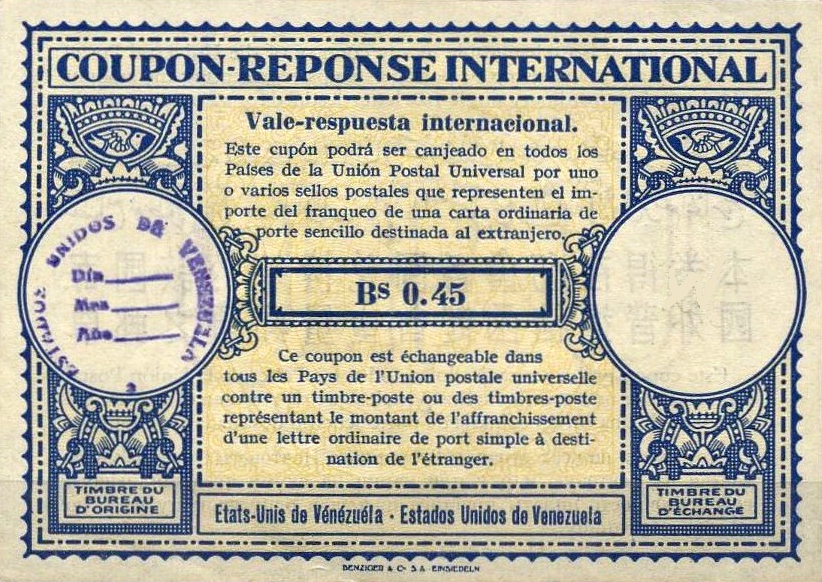 COUPON-REPONSE INTERNATIONAL
Vale-respuesta internacional.
Este cupón podrá ser canjeado en todos los
Países de la Unión Postal Universal por uno
o varios sellos postales que representen el im-
porte del franqueo de una carta ordinaria de
porte sencillo destinada al extranjero.
ESTADOS UNIDOS DE VENEZUELA
Día
Mes
Año
2
Bs 0.45
Ce coupon est échangeable dans
tous les Pays de l'Union postale universelle
contre un timbre-poste ou des timbres-poste
représentant le montant de l'affranchissement
d'une lettre ordinaire de port simple à desti-
nation de l'étranger.
TIMBRE DU
BUREAU
D'ORIGINE
TIMBRE DU
BUREAU
D'ÉCHANGE
Etats-Unis de Vénézuéla · Estados Unidos de Venezuela
BENZIGER & Co S.A. EINSIEDELN